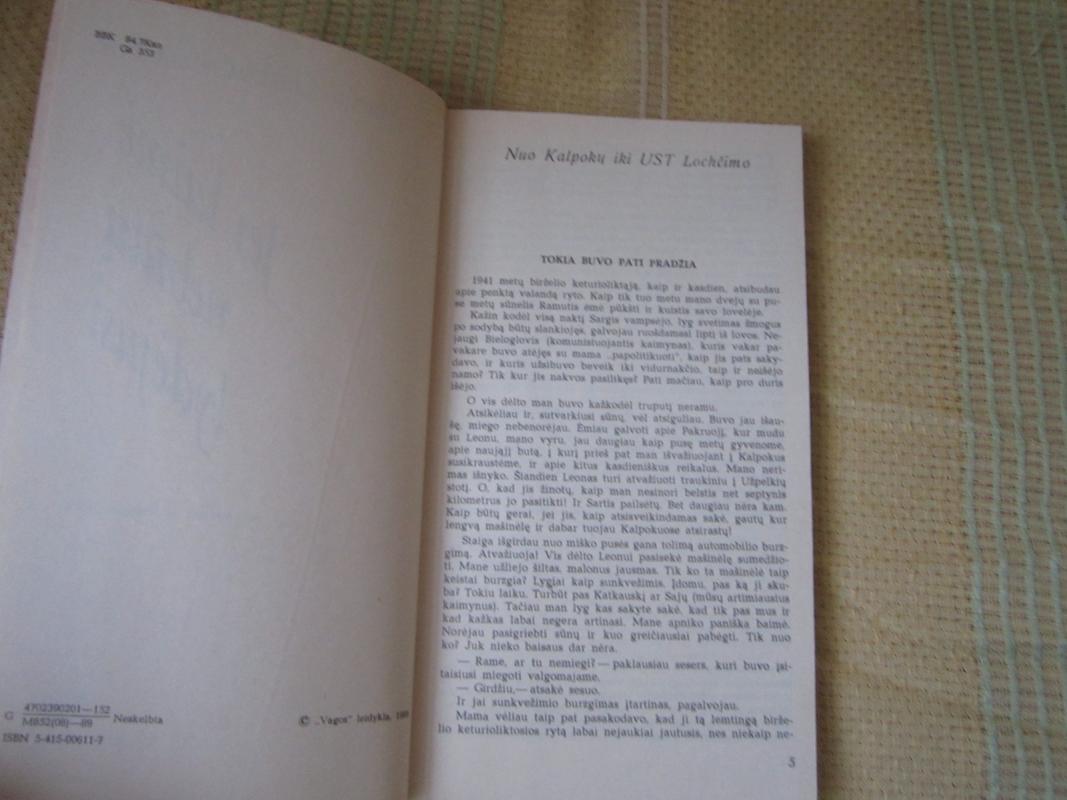 BBK 84.7Kan
Ga 353
G 4702390201—152
M852(08)—89 Neskelbta
ISBN 5-415-00611-7
© „Vagos“ leidykla, 1989
Nuo Kalpokų iki UST Lochčimo
TOKIA BUVO PATI PRADŽIA
1941 metų birželio keturioliktąją, kaip ir kasdien, atsibudau
apie penktą valandą ryto. Kaip tik tuo metu mano dvejų su pu-
se metų sūnelis Ramutis ėmė pūkšti ir kuistis savo lovelėje.
Kažin kodėl visą naktį Sargis vampsėjo, lyg svetimas žmogus
po sodybą būtų slankiojęs, galvojau ruošdamasi lipti iš lovos. Ne-
jaugi Bieloglovis (komunistuojantis kaimynas), kuris vakar pa-
vakare buvo atėjęs su mama „papolitikuoti“, kaip jis pats saky-
davo, ir kuris užsibuvo beveik iki vidurnakčio, taip ir neišėjo
namo? Tik kur jis nakvos pasilikęs? Pati mačiau, kaip pro duris
išėjo.
O vis dėlto man buvo kažkodėl truputį neramu.
Atsikėliau ir, sutvarkiusi sūnų, vėl atsiguliau. Buvo jau išau-
šę, miego nebenorėjau. Ėmiau galvoti apie Pakruojį, kur mudu
su Leonu, mano vyru, jau daugiau kaip pusę metų gyvenome,
apie naująjį butą, į kurį prieš pat man išvažiuojant į Kalpokus
susikraustėme, ir apie kitus kasdieniškus reikalus. Mano neri-
mas išnyko. Šiandien Leonas turi atvažiuoti traukiniu į Užpelkių
stotį. O, kad jis žinotų, kaip man nesinori belstis net septynis
kilometrus jo pasitikti! Ir Sartis pailsėtų. Bet daugiau nėra kam.
Kaip būtų gerai, jei jis, kaip atsisveikindamas sakė, gautų kur
lengvą mašinėlę ir dabar tuojau Kalpokuose atsirastų!
Staiga išgirdau nuo miško pusės gana tolimą automobilio burz-
gimą. Atvažiuoja! Vis dėlto Leonui pasisekė mašinėlę sumedžio-
ti. Mane užliejo šiltas, malonus jausmas. Tik ko ta mašinėlė taip
keistai burzgia? Lygiai kaip sunkvežimis. Įdomu, pas ką ji sku-
ba? Tokiu laiku. Turbūt pas Katkauskį ar Sajų (mūsų artimiausius
kaimynus). Tačiau man lyg kas sakyte sakė, kad tik pas mus ir
kad kažkas labai negera artinasi. Mane apniko paniška baimė.
Norėjau pasigriebti sūnų ir kuo greičiausiai pabėgti. Tik nuo
ko? Juk nieko baisaus dar nėra.
— Rame, ar tu nemiegi? — paklausiau sesers, kuri buvo įsi-
taisiusi miegoti valgomajame.
— Girdžiu,— atsakė sesuo.
Ir jai sunkvežimio burzgimas įtartinas, pagalvojau.
Mama vėliau taip pat pasakodavo, kad ji tą lemtingą birže-
lio keturioliktosios rytą labai nejaukiai jautusis, nes niekaip ne-
5